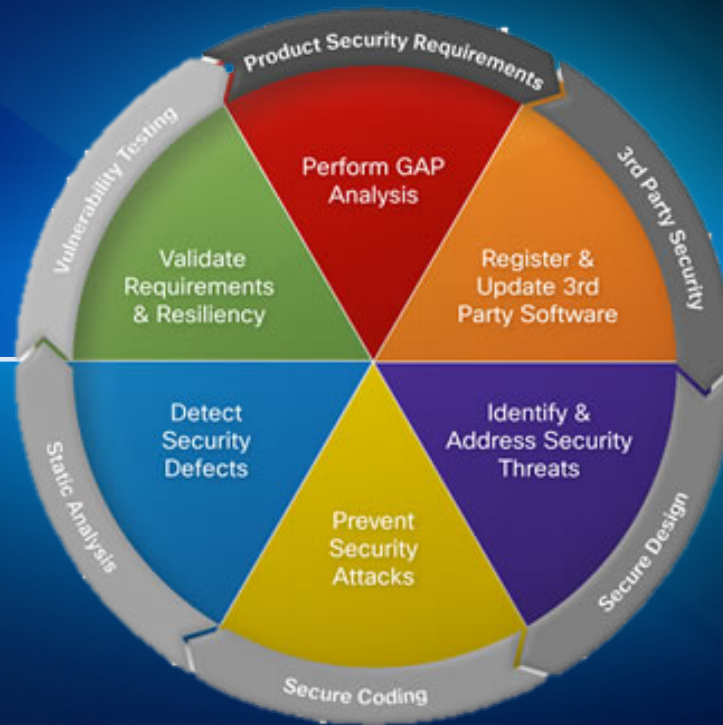 Product Security Requirements
Perform GAP
Analysis
3rd Party Security
Register &
Update 3rd
Party Software
Secure Design
Identify &
Address Security
Threats
Secure Coding
Prevent
Security
Attacks
Static Analysis
Detect
Security
Defects
Vulnerability Testing
Validate
Requirements
& Resiliency